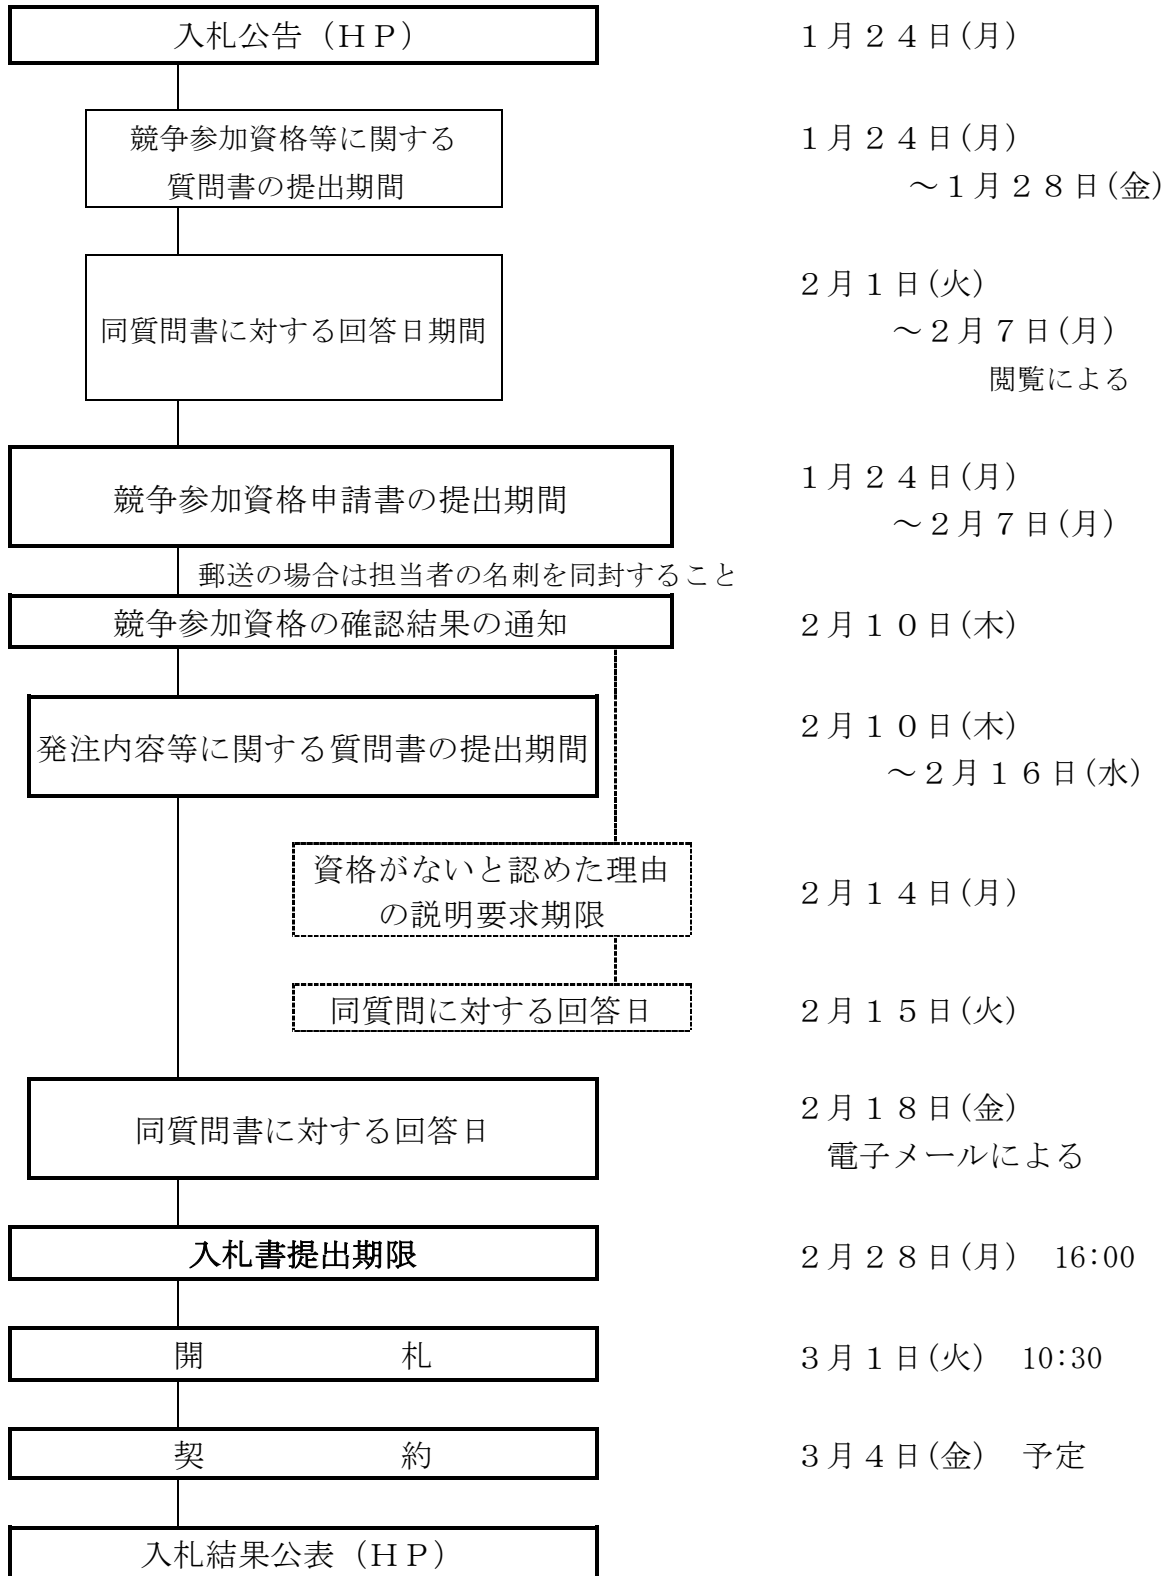 入札公告（ＨＰ）
１月２４日(月)
競争参加資格等に関する
質問書の提出期間
１月２４日(月)
～１月２８日(金)
同質問書に対する回答日期間
２月１日(火)
～２月７日(月)
閲覧による
競争参加資格申請書の提出期間
１月２４日(月)
～２月７日(月)
郵送の場合は担当者の名刺を同封すること
競争参加資格の確認結果の通知
２月１０日(木)
発注内容等に関する質問書の提出期間
２月１０日(木)
～２月１６日(水)
資格がないと認めた理由
の説明要求期限
２月１４日(月)
同質問に対する回答日
２月１５日(火)
同質問書に対する回答日
２月１８日(金)
電子メールによる
入札書提出期限
２月２８日(月)　16:00
開　札
３月１日(火)　10:30
契　約
３月４日(金)　予定
入札結果公表（ＨＰ）